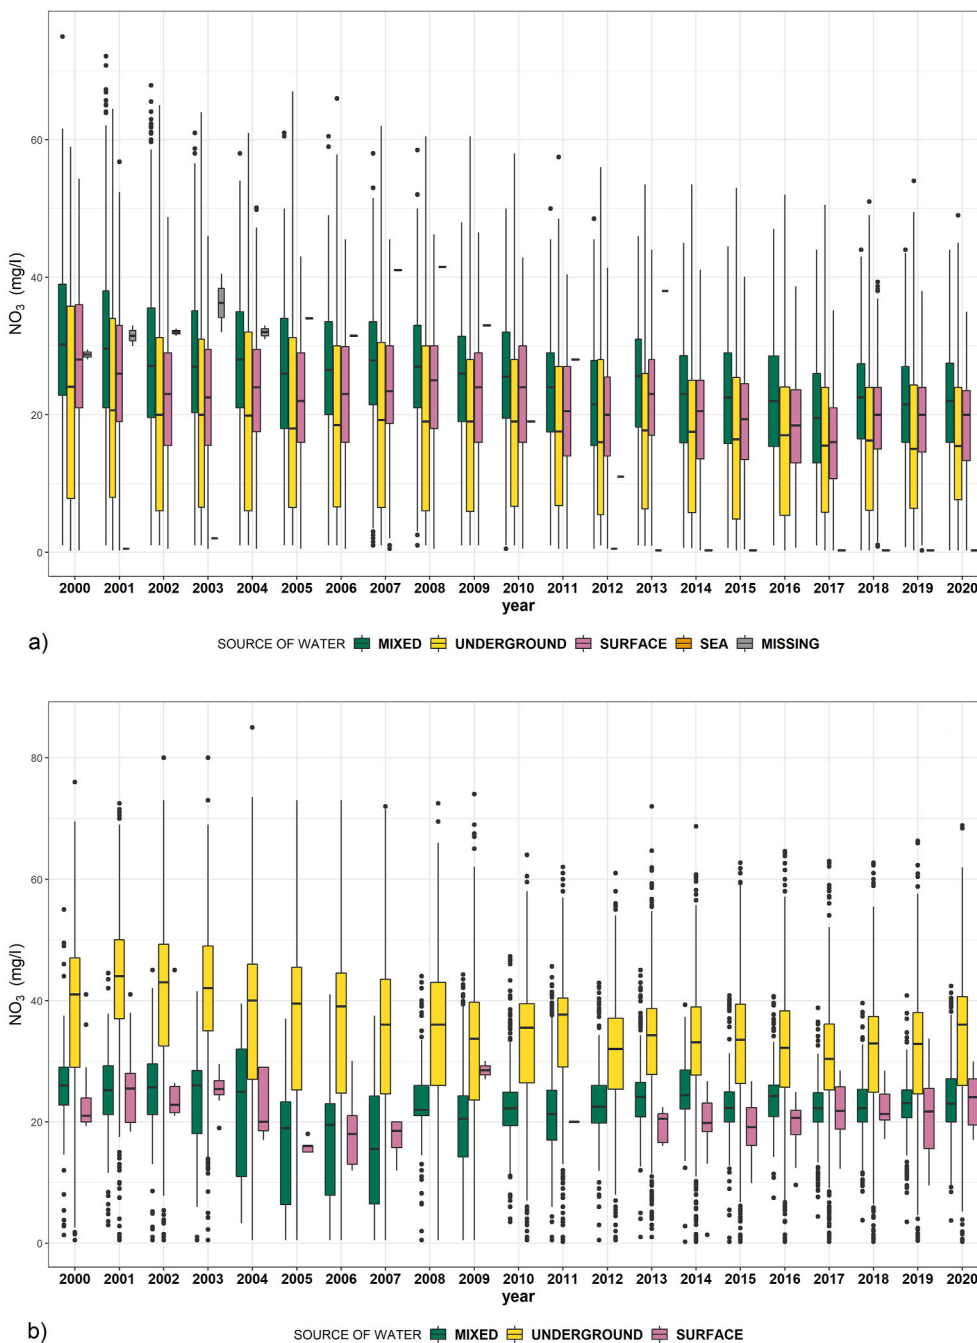 60
40
20
0
NO3 (mg/l)
2000 2001 2002 2003 2004 2005 2006 2007 2008 2009 2010 2011 2012 2013 2014 2015 2016 2017 2018 2019 2020
year
a)
SOURCE OF WATER MIXED UNDERGROUND SURFACE SEA MISSING
80
60
40
20
0
NO3 (mg/l)
2000 2001 2002 2003 2004 2005 2006 2007 2008 2009 2010 2011 2012 2013 2014 2015 2016 2017 2018 2019 2020
year
b)
SOURCE OF WATER MIXED UNDERGROUND SURFACE